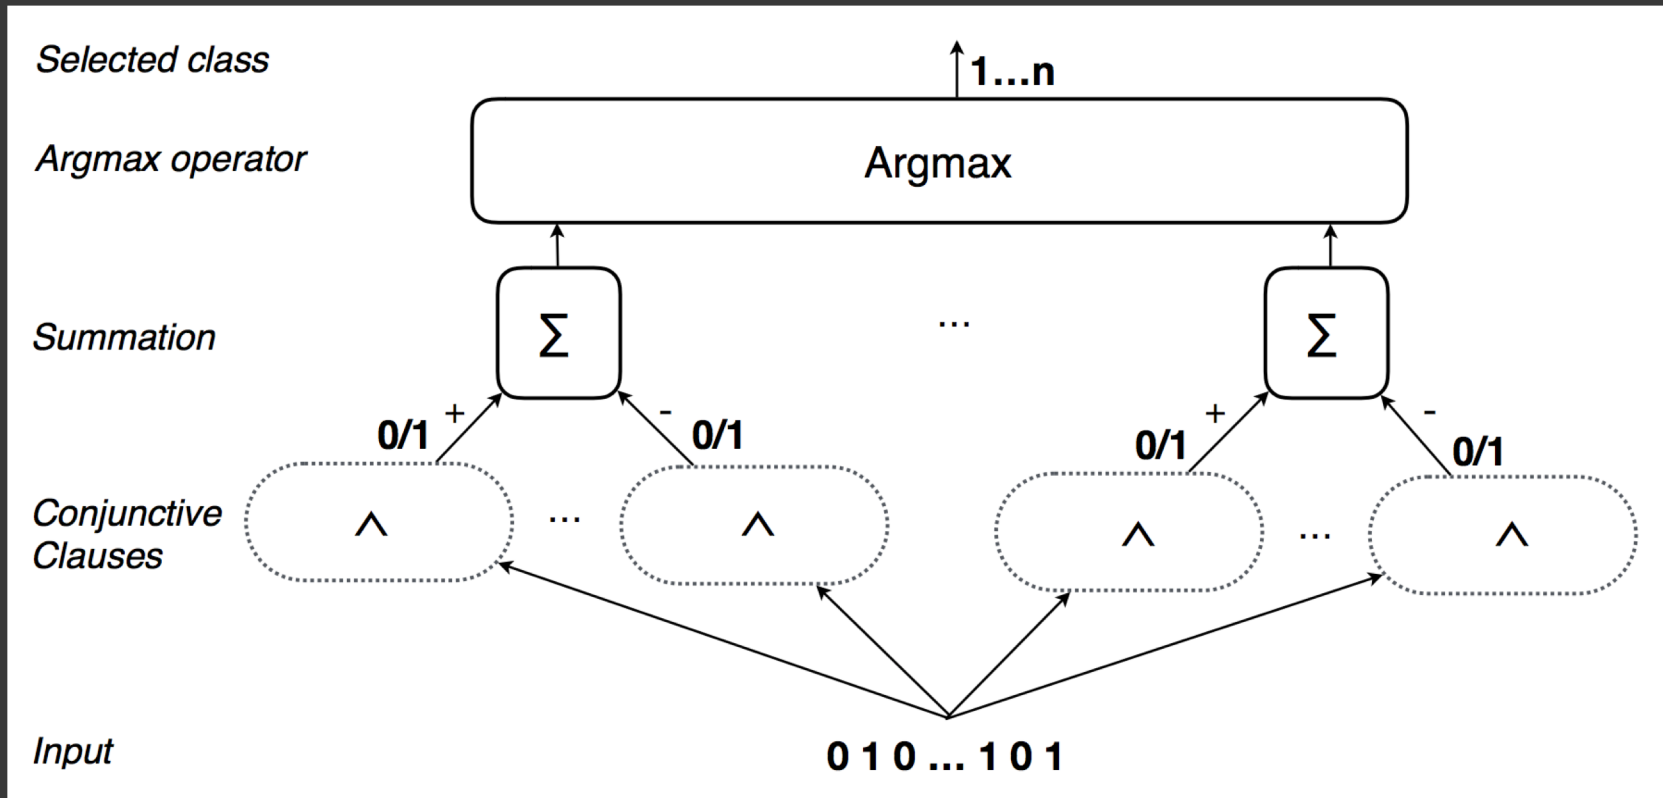 Selected class
1...n
Argmax operator
Argmax
Summation
Σ
...
Σ
0/1
+
-
0/1
0/1
+
-
0/1
Conjunctive
Clauses
∧
...
∧
∧
...
∧
Input
0 1 0 ... 1 0 1